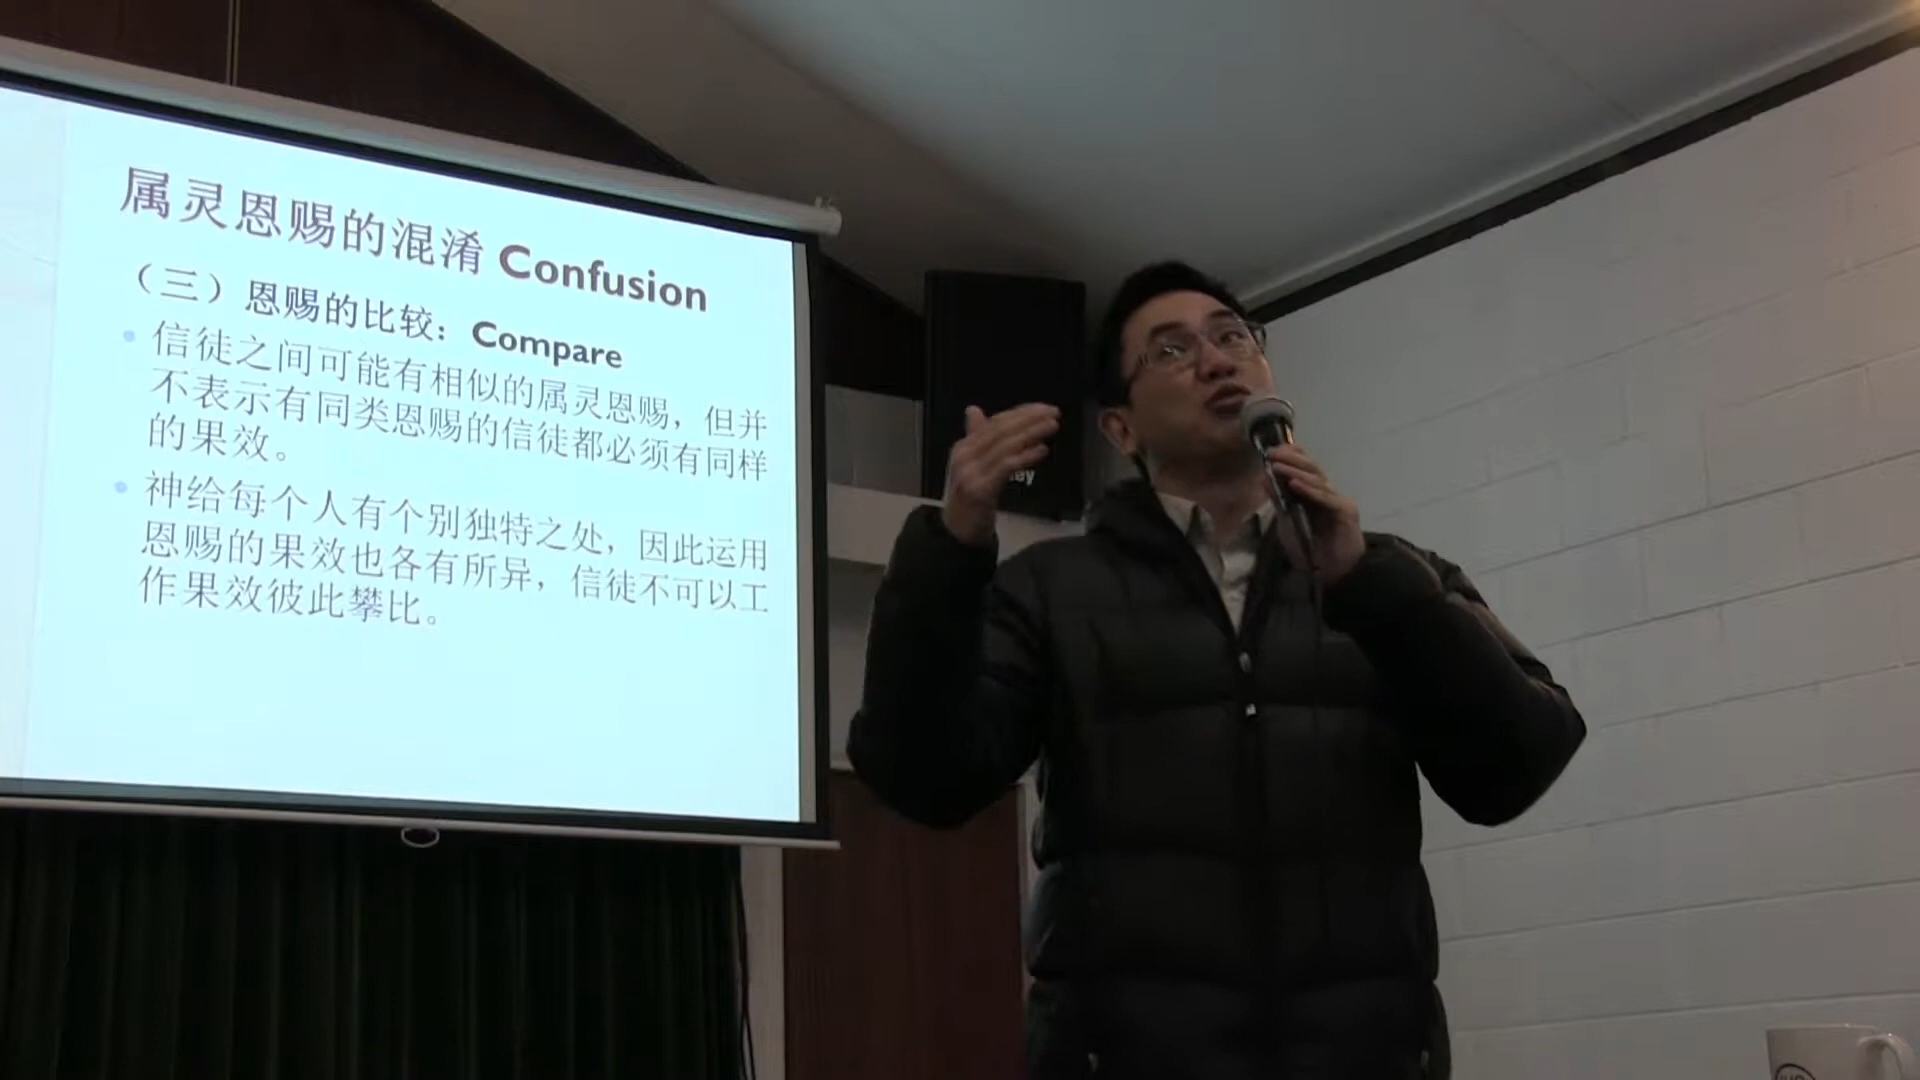 属灵恩赐的混淆 Confusion
（三）恩赐的比较：Compare
信徒之间可能有相似的属灵恩赐，但并
不表示有同类恩赐的信徒都必须有同样
的果效。
神给每个人有个别独特之处，因此运用
恩赐的果效也各有所异，信徒不可以工
作果效彼此攀比。